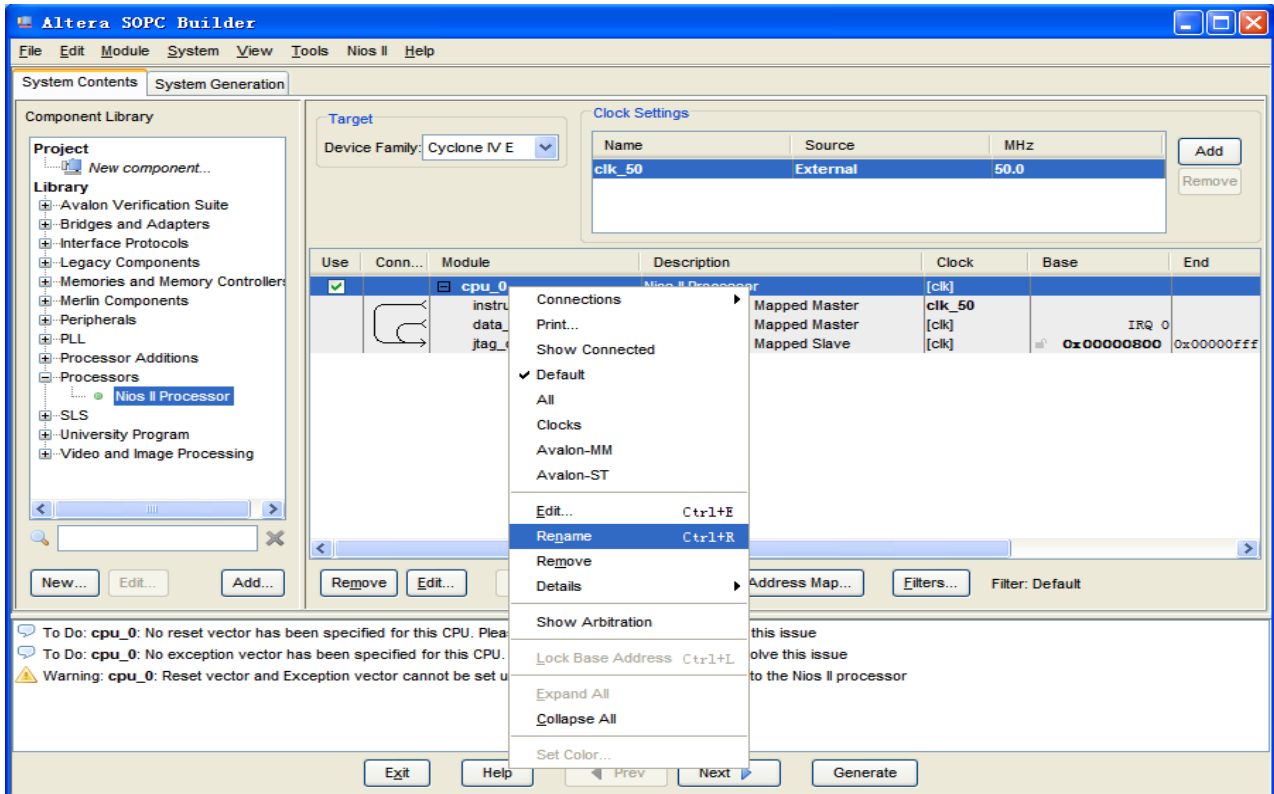 Altera SOPC Builder
File Edit Module System View Tools Nios II Help
System Contents System Generation
Component Library
Project
New component...
Library
Avalon Verification Suite
Bridges and Adapters
Interface Protocols
Legacy Components
Memories and Memory Controllers
Merlin Components
Peripherals
PLL
Processor Additions
Processors
Nios II Processor
SLS
University Program
Video and Image Processing
New... Edit... Add...
Target
Device Family: Cyclone IV E
Clock Settings
Name Source MHz
clk_50 External 50.0
Add
Remove
Use Conn... Module Description Clock Base End
cpu_0 Nios II Processor [clk]
instru Mapped Master clk_50
data_ Mapped Master [clk] IRQ 0
jtag_d Mapped Slave [clk] 0x00000800 0x00000fff
Connections
Print...
Show Connected
Default
All
Clocks
Avalon-MM
Avalon-ST
Edit... Ctrl+E
Rename Ctrl+R
Remove
Details
Show Arbitration
Lock Base Address Ctrl+L
Expand All
Collapse All
Set Color...
Remove Edit... Address Map... Filters... Filter: Default
To Do: cpu_0: No reset vector has been specified for this CPU. Plea this issue
To Do: cpu_0: No exception vector has been specified for this CPU. olve this issue
Warning: cpu_0: Reset vector and Exception vector cannot be set u to the Nios II processor
Exit Help Prev Next Generate